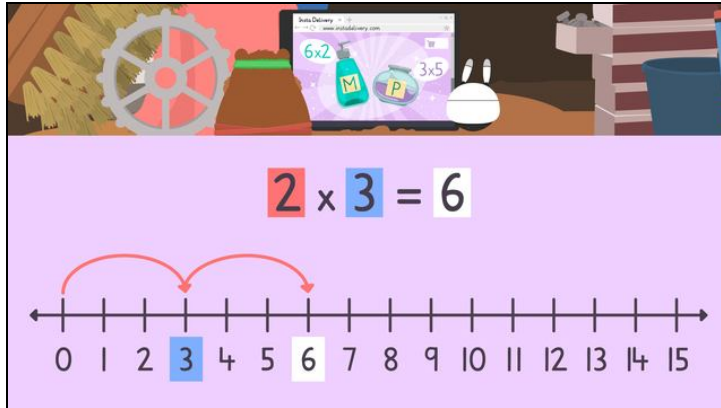 Insta Delivery
www.instadelivery.com
6x2
3x5
M
P
2 x 3 = 6
0 1 2 3 4 5 6 7 8 9 10 11 12 13 14 15